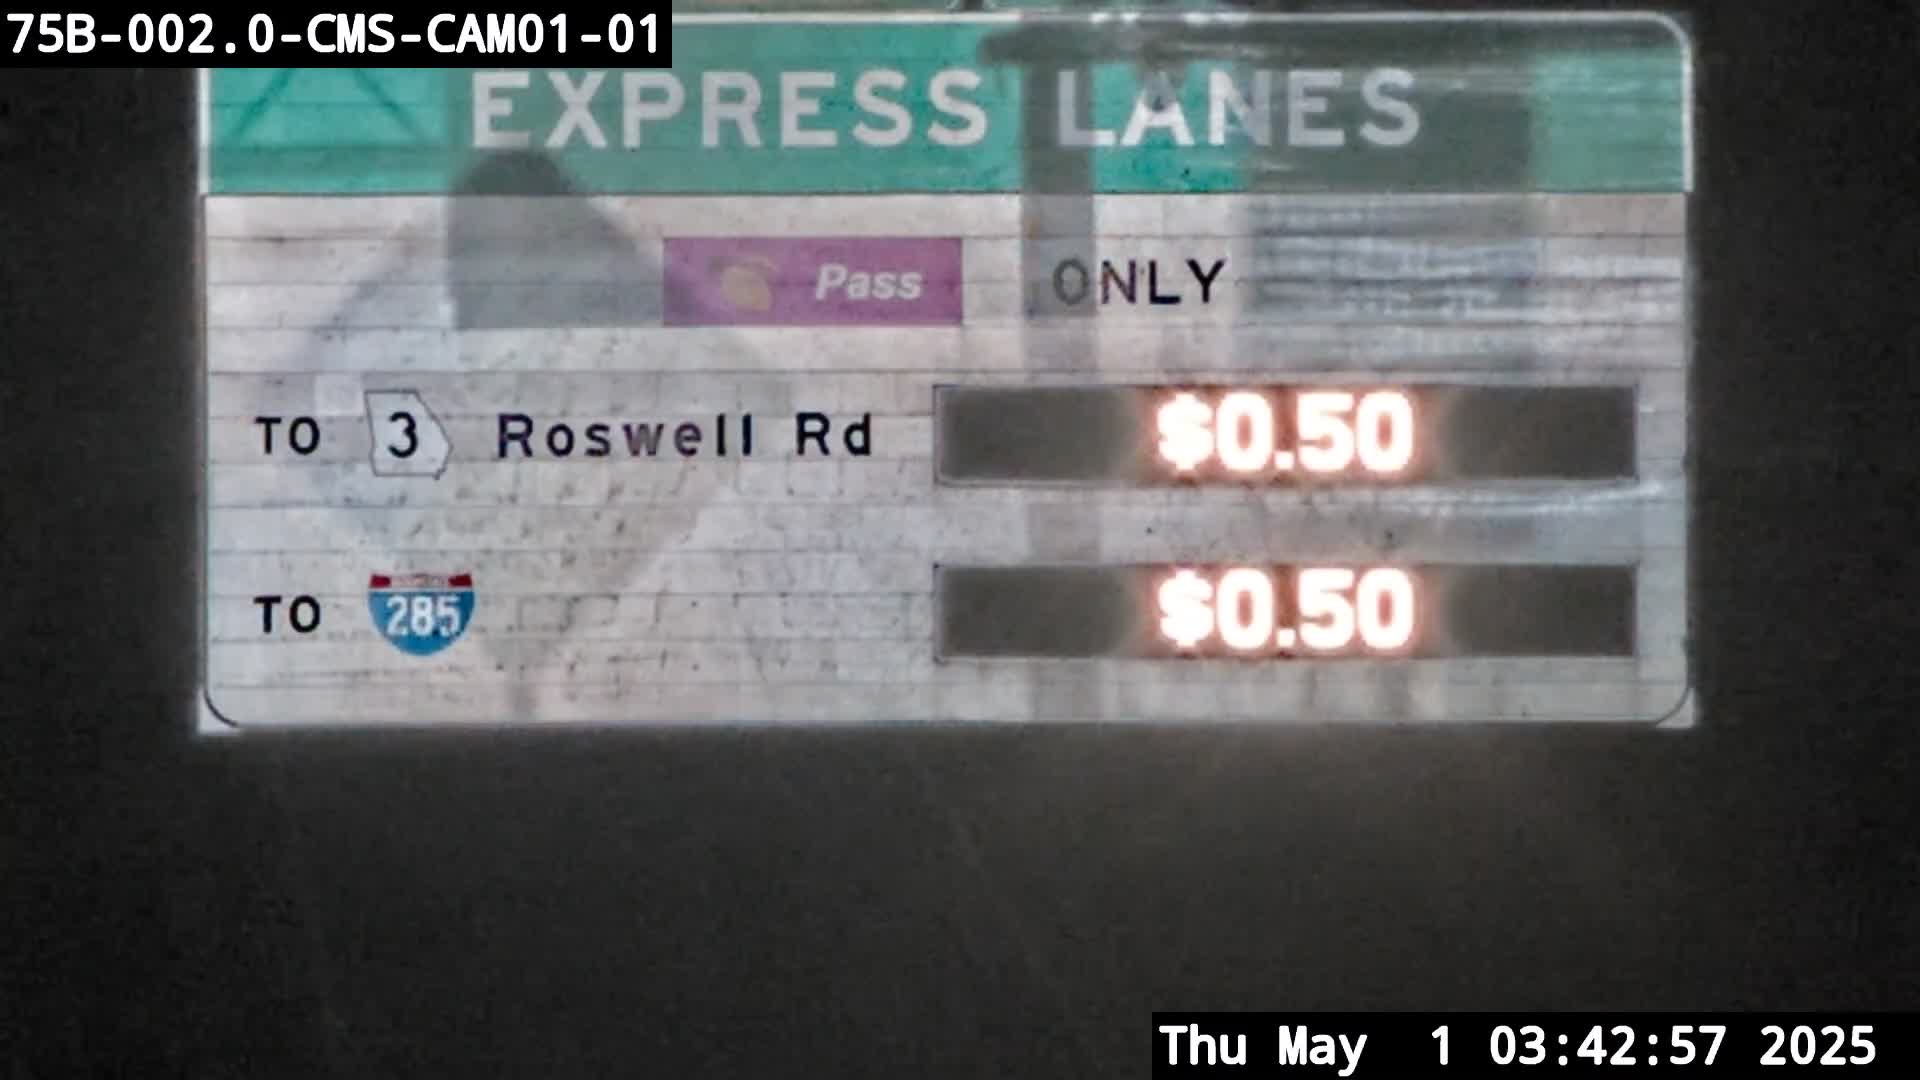 75B-002.0-CMS-CAM01-01
EXPRESS LANES
Pass ONLY
TO 3 Roswell Rd $0.50
TO 285 $0.50
Thu May 1 03:42:57 2025